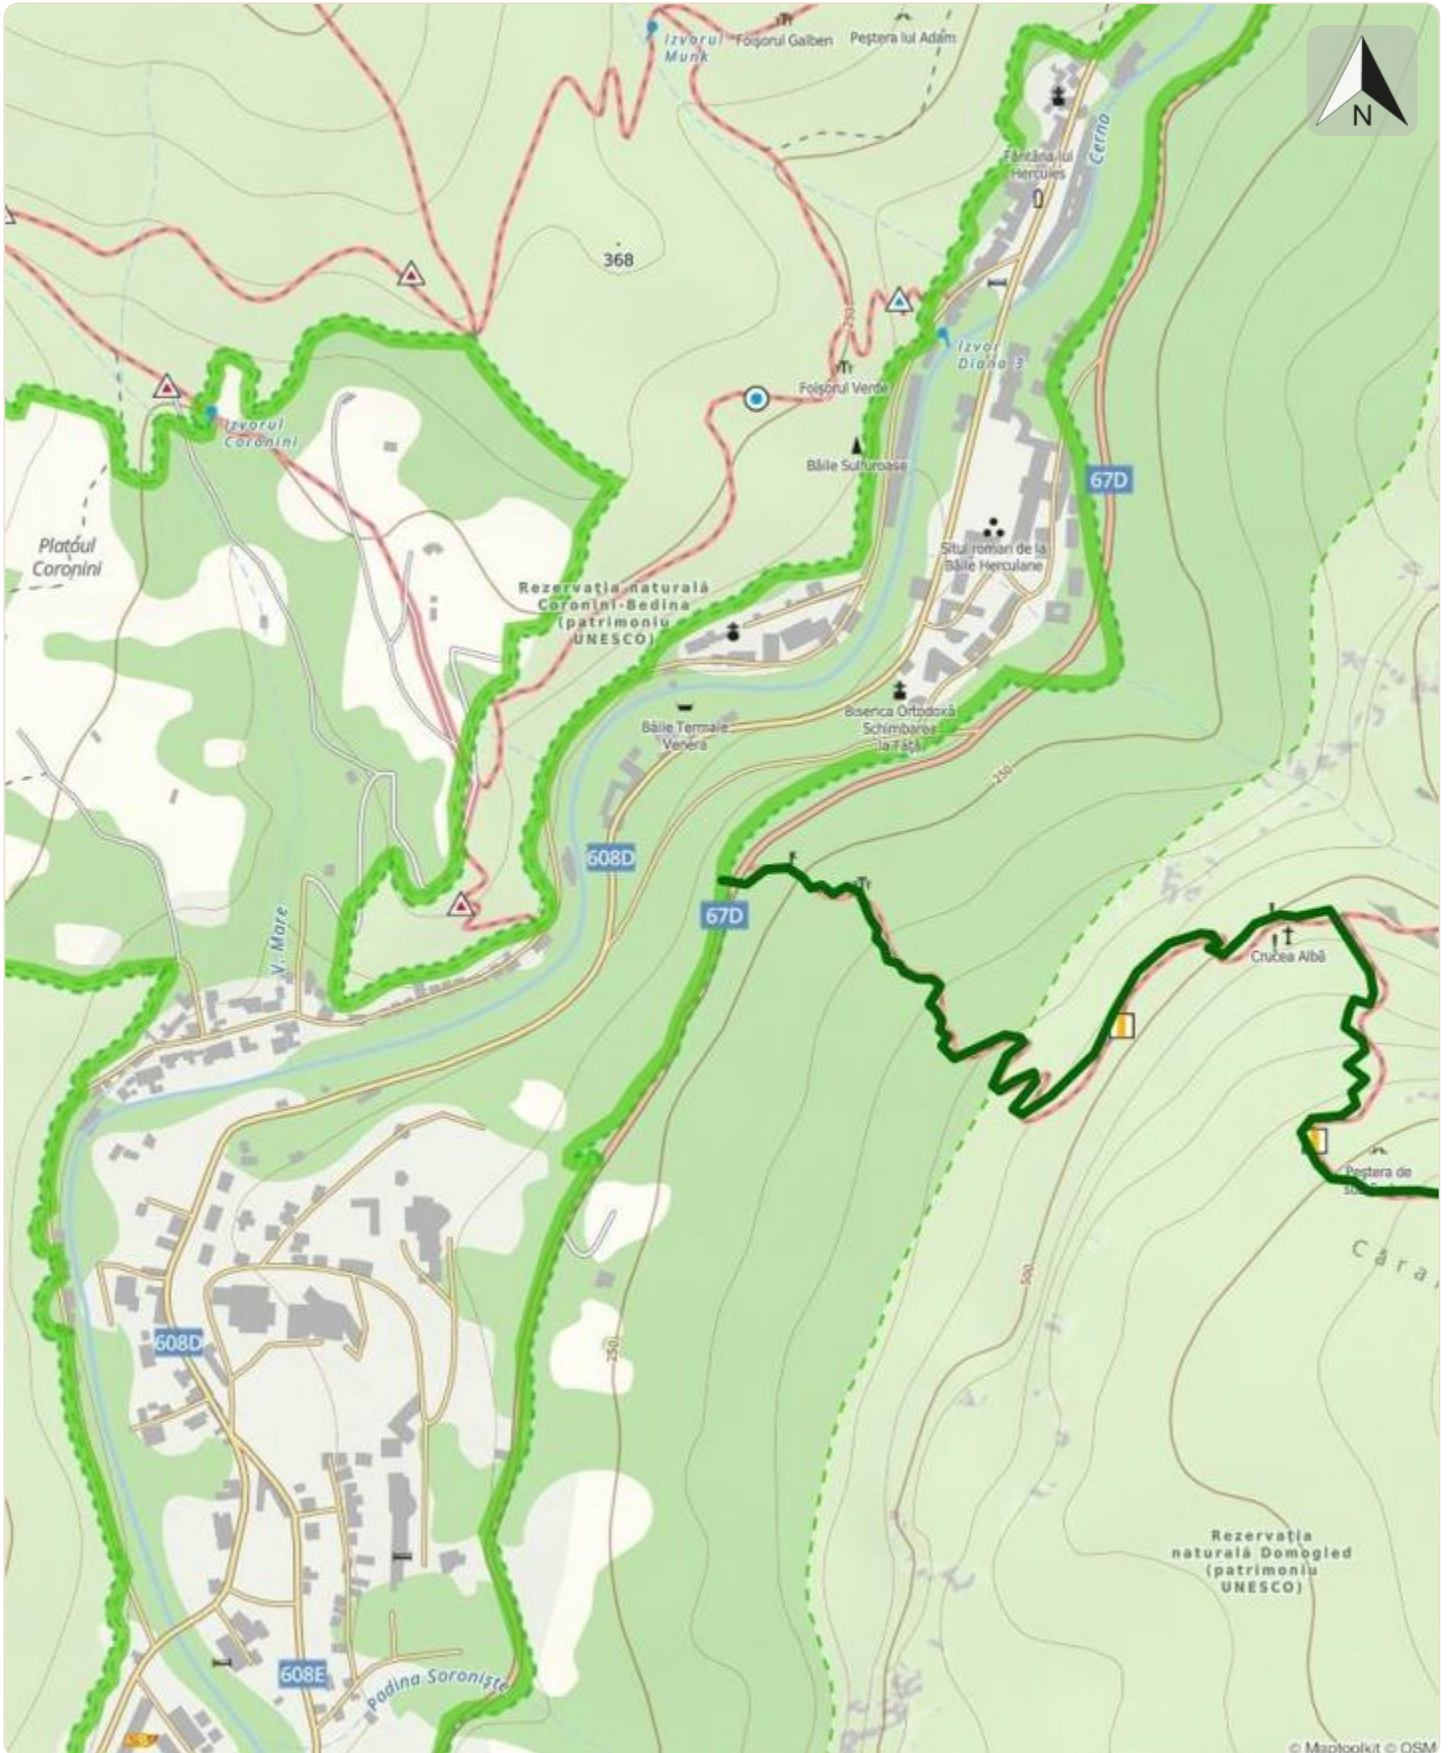 Izvorul
Munk
Foișorul Galben
Peștera lui Adam
N
Cerna
Fântâna lui
Hercules
368
250
Izvor
Diana 3
Foișorul Verde
Izvorul
Coronini
Băile Sulfuroase
67D
Platoul
Coronini
Situl roman de la
Băile Herculane
Rezervația naturală
Coronini-Bedina
(patrimoniu
UNESCO)
Biserica Ortodoxă
Schimbarea
la Față
Băile Termale
Venera
250
608D
67D
V. Mare
Crucea Albă
Peștera de
500
250
608D
Rezervația
naturală Domogled
(patrimoniu
UNESCO)
608E
Padina Soroniște
© Maptoolkit © OSM